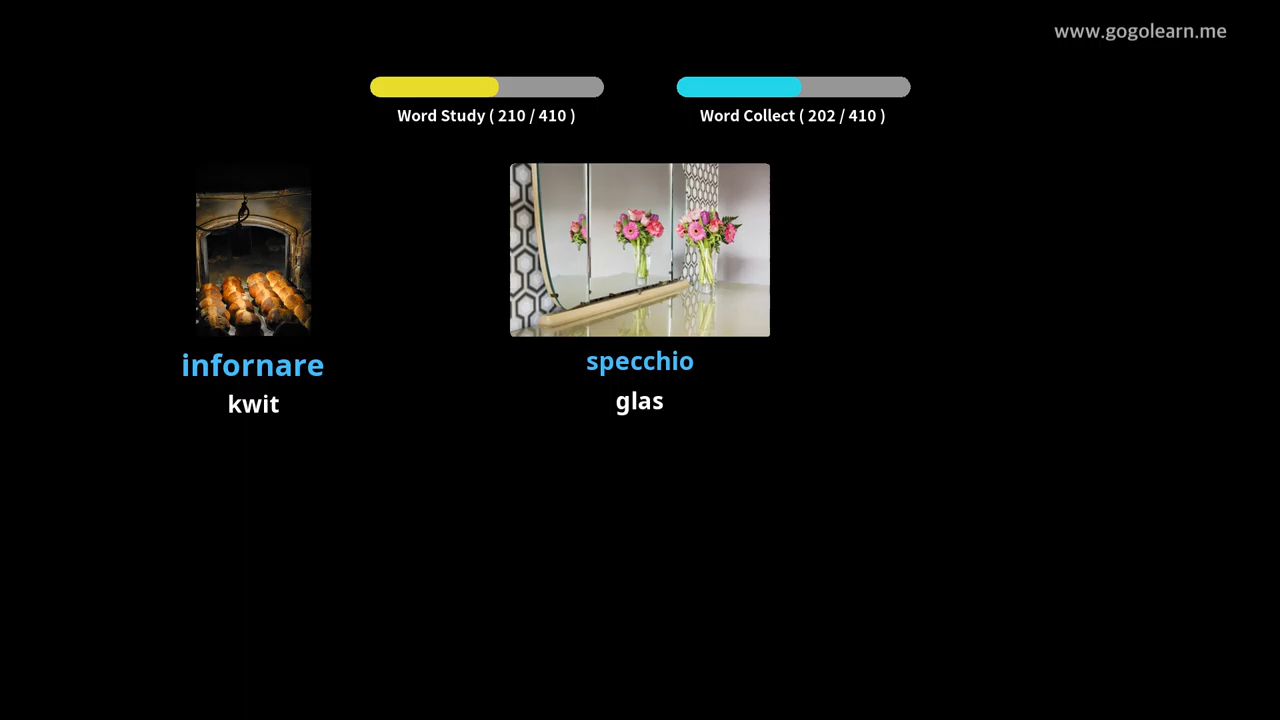 www.gogolearn.me
Word Study ( 210 / 410 )
Word Collect ( 202 / 410 )
infornare
kwit
specchio
glas